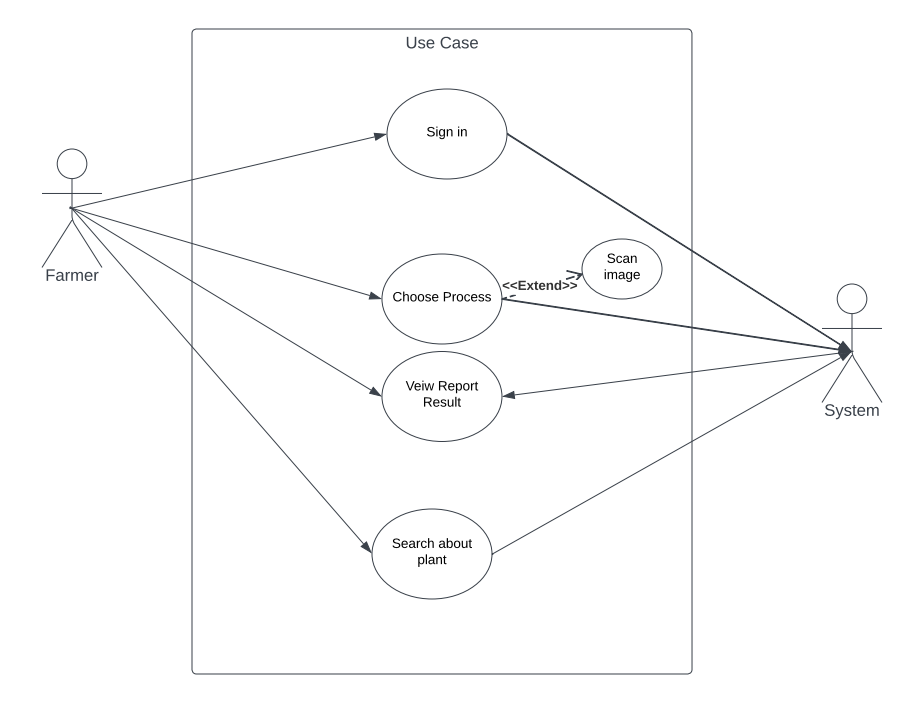 Use Case
Sign in
Farmer
Scan
image
<<Extend>>
Choose Process
Veiw Report
Result
System
Search about
plant